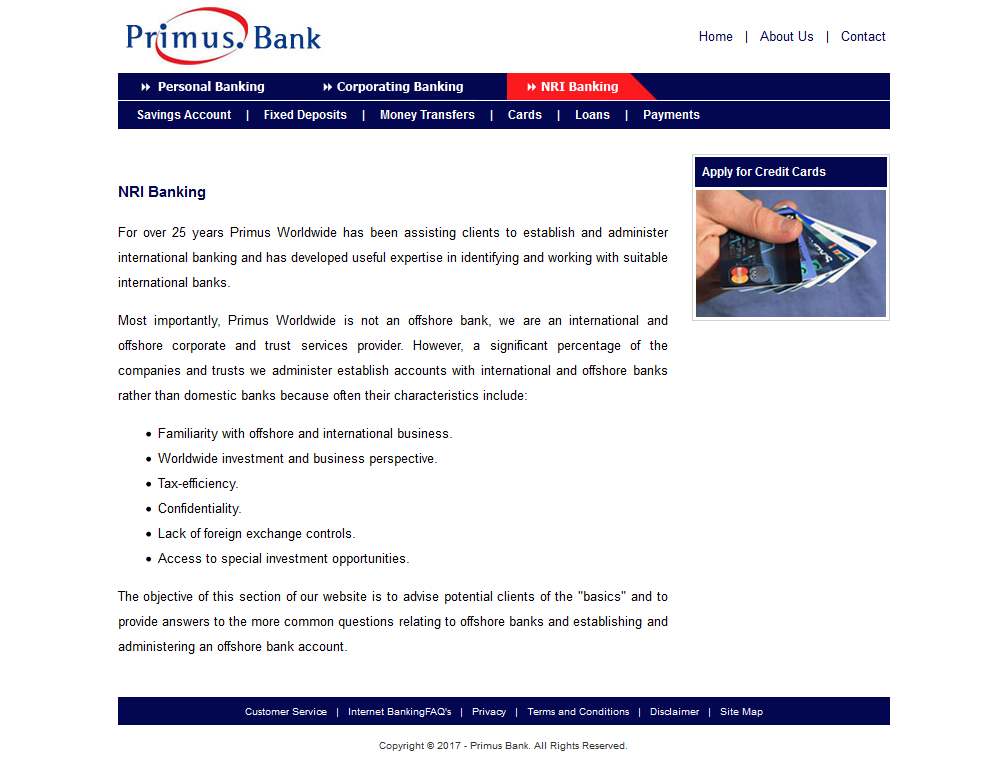 Primus. Bank
Home | About Us | Contact
Personal Banking Corporating Banking NRI Banking
Savings Account | Fixed Deposits | Money Transfers | Cards | Loans | Payments
Apply for Credit Cards
NRI Banking
For over 25 years Primus Worldwide has been assisting clients to establish and administer
international banking and has developed useful expertise in identifying and working with suitable
international banks.
Most importantly, Primus Worldwide is not an offshore bank, we are an international and
offshore corporate and trust services provider. However, a significant percentage of the
companies and trusts we administer establish accounts with international and offshore banks
rather than domestic banks because often their characteristics include:
• Familiarity with offshore and international business.
• Worldwide investment and business perspective.
• Tax-efficiency.
• Confidentiality.
• Lack of foreign exchange controls.
• Access to special investment opportunities.
The objective of this section of our website is to advise potential clients of the "basics" and to
provide answers to the more common questions relating to offshore banks and establishing and
administering an offshore bank account.
Customer Service | Internet BankingFAQ's | Privacy | Terms and Conditions | Disclaimer | Site Map
Copyright © 2017 - Primus Bank. All Rights Reserved.